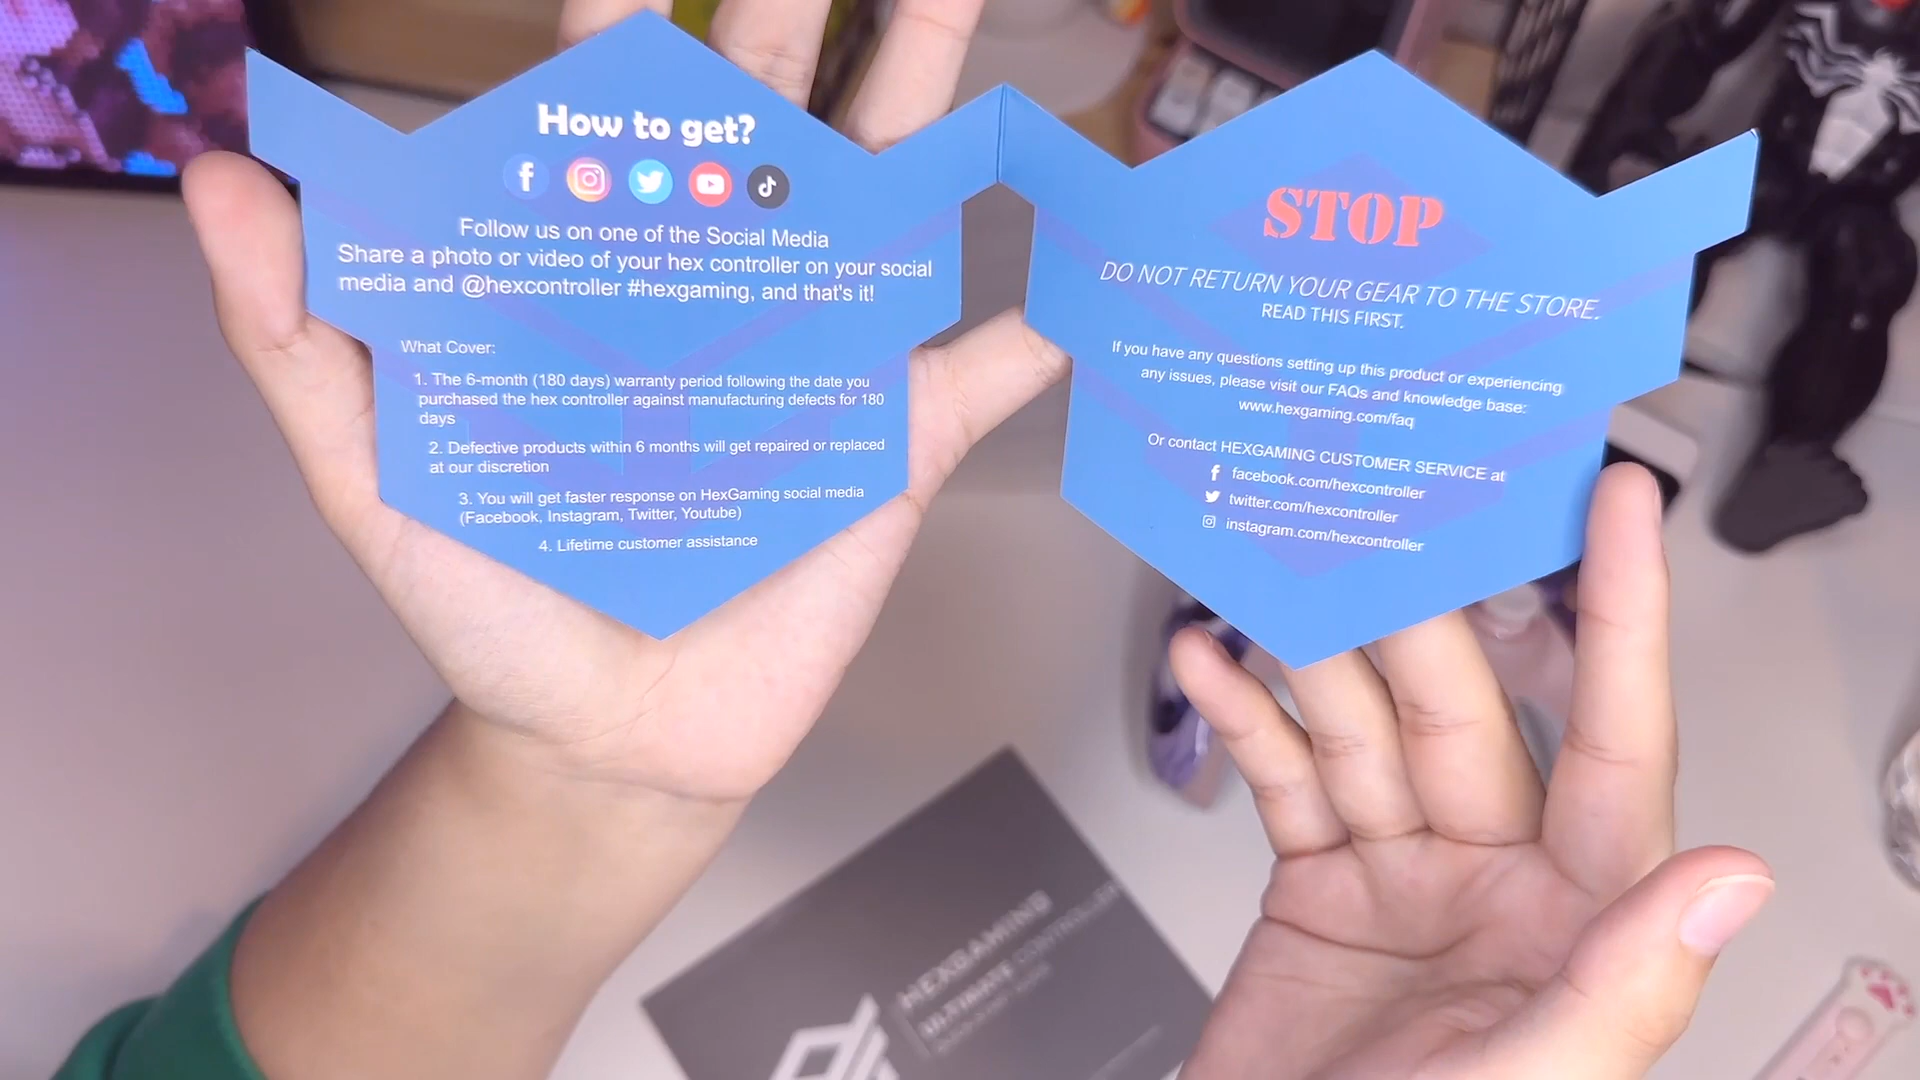 How to get?
Follow us on one of the Social Media
Share a photo or video of your hex controller on your social
media and @hexcontroller #hexgaming, and that's it!
What Cover:
1. The 6-month (180 days) warranty period following the date you
purchased the hex controller against manufacturing defects for 180
days
2. Defective products within 6 months will get repaired or replaced
at our discretion
3. You will get faster response on HexGaming social media
(Facebook, Instagram, Twitter, Youtube)
4. Lifetime customer assistance
STOP
DO NOT RETURN YOUR GEAR TO THE STORE.
READ THIS FIRST.
If you have any questions setting up this product or experiencing
any issues, please visit our FAQs and knowledge base:
www.hexgaming.com/faq
Or contact HEXGAMING CUSTOMER SERVICE at
facebook.com/hexcontroller
twitter.com/hexcontroller
instagram.com/hexcontroller
HEXGAMING
ULTIMATE CONTROLLER